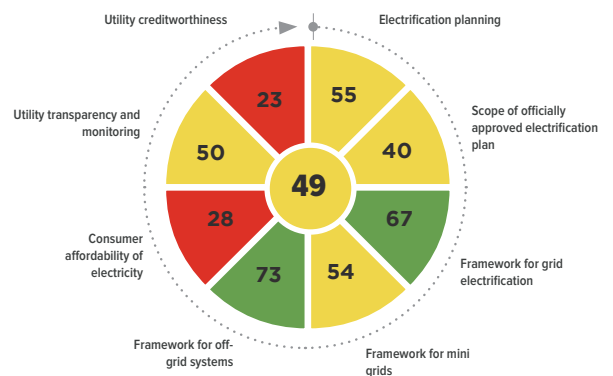 Utility creditworthiness
Electrification planning
23
55
Utility transparency and
monitoring
Scope of officially
approved electrification
plan
50
40
49
28
67
Consumer
affordability of
electricity
Framework for grid
electrification
73
54
Framework for off-
grid systems
Framework for mini
grids